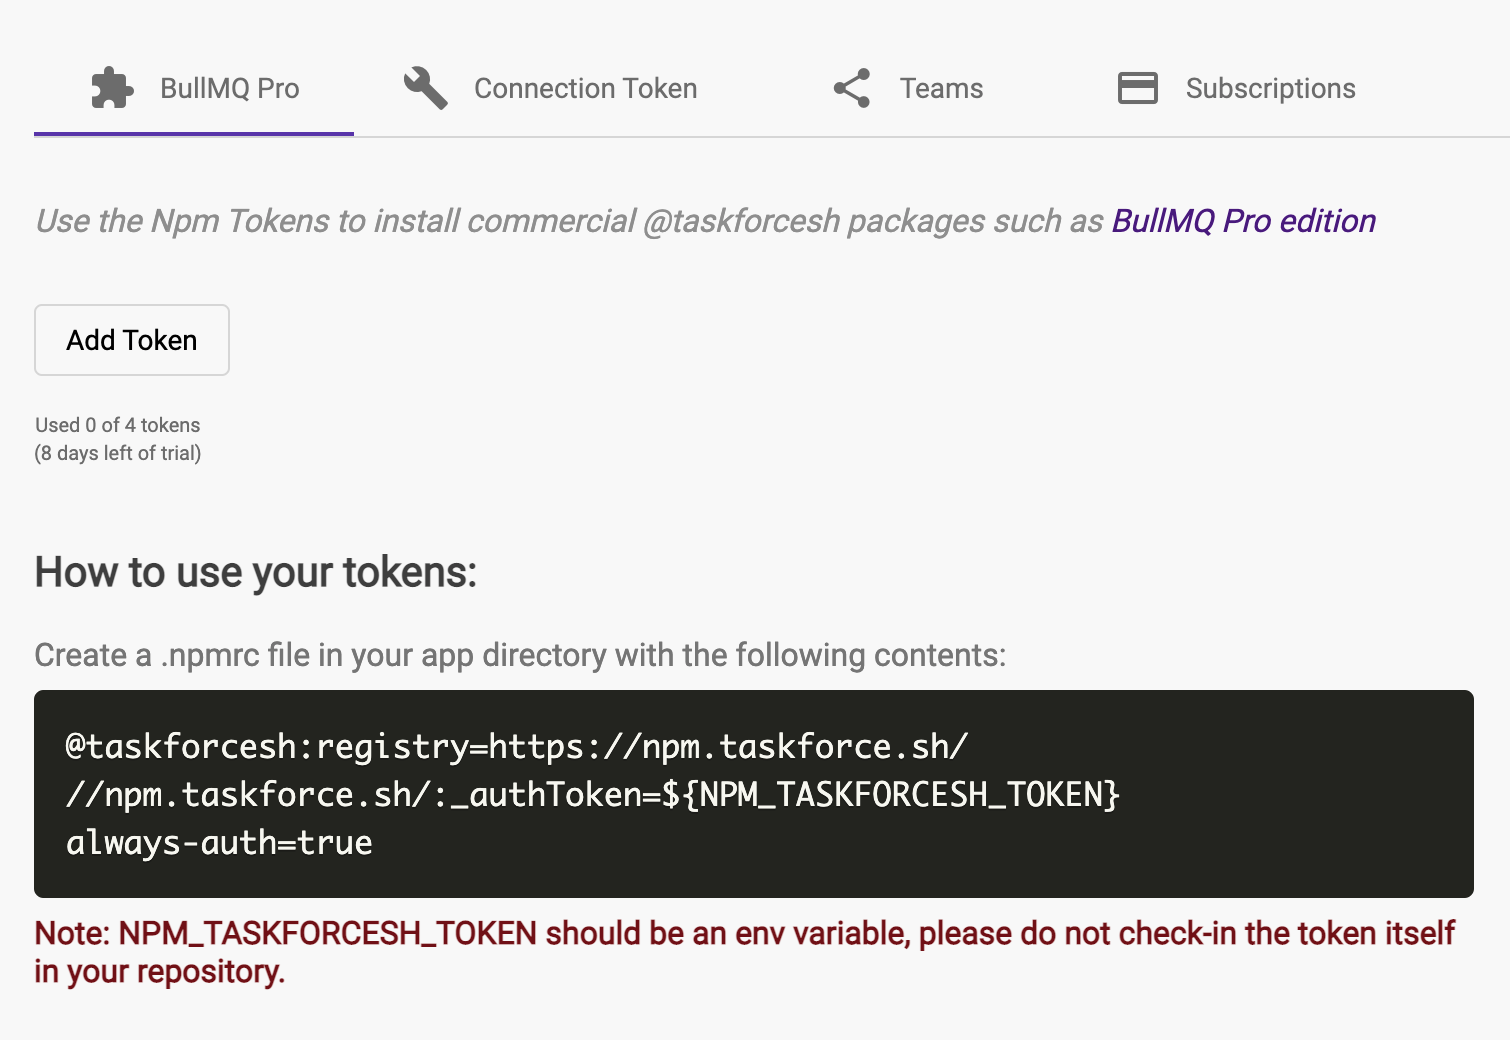 BullMQ Pro
Connection Token
Teams
Subscriptions
Use the Npm Tokens to install commercial @taskforcesh packages such as BullMQ Pro edition
Add Token
Used 0 of 4 tokens
(8 days left of trial)
How to use your tokens:
Create a .npmrc file in your app directory with the following contents:
@taskforcesh:registry=https://npm.taskforce.sh/
//npm.taskforce.sh/:_authToken=${NPM_TASKFORCESH_TOKEN}
always-auth=true
Note: NPM_TASKFORCESH_TOKEN should be an env variable, please do not check-in the token itself
in your repository.